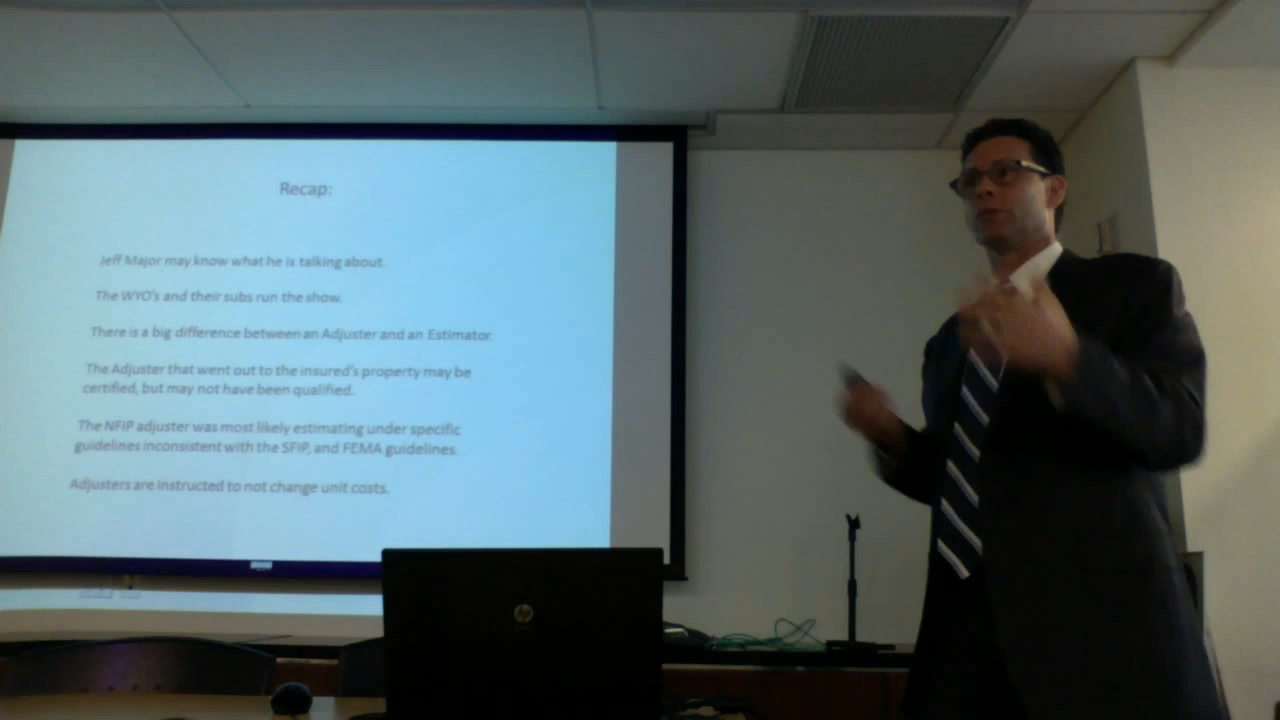 Recap:
Jeff Major may know what he is talking about.
The WYO's and their subs run the show.
There is a big difference between an Adjuster and an Estimator.
The Adjuster that went out to the insured's property may be
certified, but may not have been qualified.
The NFIP adjuster was most likely estimating under specific
guidelines inconsistent with the SFIP, and FEMA guidelines.
Adjusters are instructed to not change unit costs.
hp